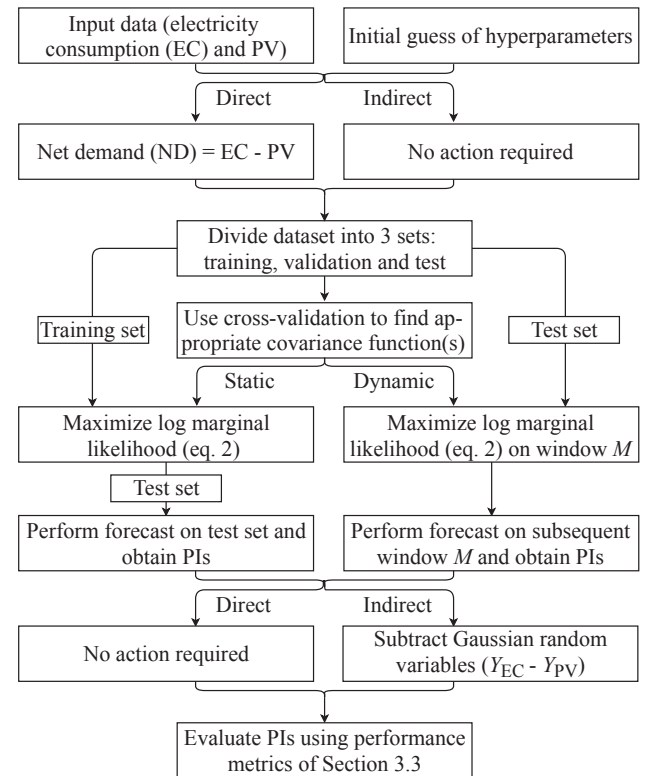 Input data (electricity
consumption (EC) and PV)
Initial guess of hyperparameters
Direct
Indirect
Net demand (ND) = EC - PV
No action required
Divide dataset into 3 sets:
training, validation and test
Training set
Use cross-validation to find ap-
propriate covariance function(s)
Test set
Static
Dynamic
Maximize log marginal
likelihood (eq. 2)
Maximize log marginal
likelihood (eq. 2) on window M
Test set
Perform forecast on test set and
obtain PIs
Perform forecast on subsequent
window M and obtain PIs
Direct
Indirect
No action required
Subtract Gaussian random
variables (Y_EC - Y_PV)
Evaluate PIs using performance
metrics of Section 3.3